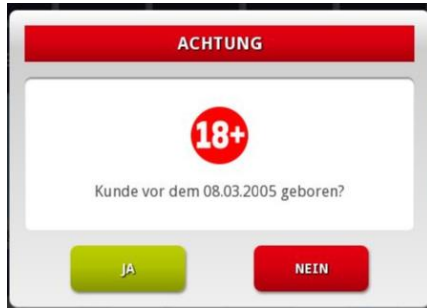 ACHTUNG
18+
Kunde vor dem 08.03.2005 geboren?
JA
NEIN